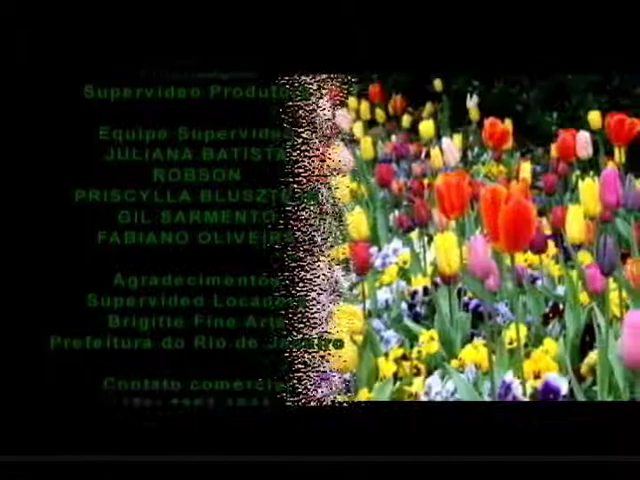 Supervideo Produtora
Equipe Supervideo
JULIANA BATISTA
ROBSON
PRISCYLLA
GIL SARMENTO
FABIANO OLIVEIRA
Agradecimentos
Supervideo Locadora
Brigitte Fine Arts
Prefeitura do Rio de Janeiro
Contato comercial